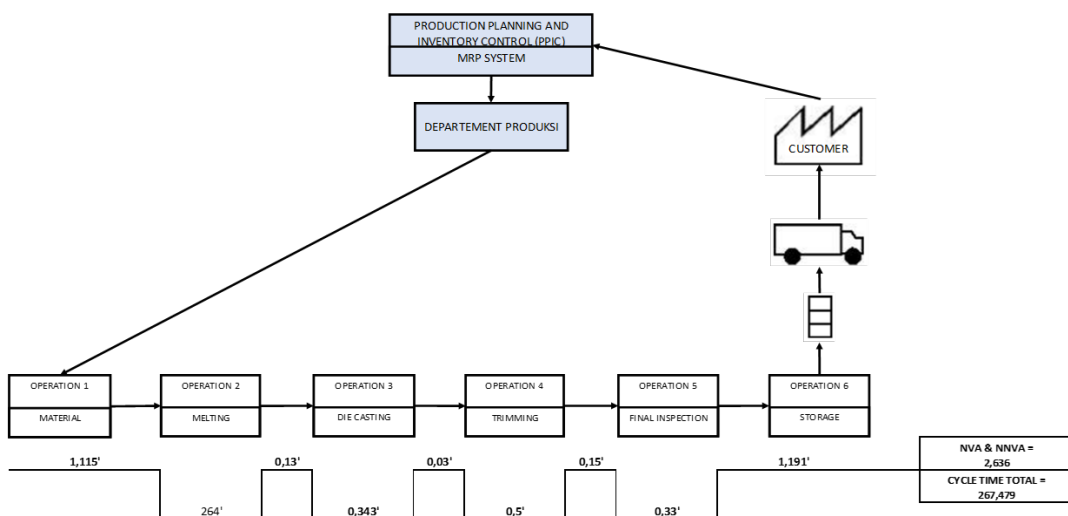 PRODUCTION PLANNING AND
INVENTORY CONTROL (PPIC)
MRP SYSTEM
DEPARTEMENT PRODUKSI
CUSTOMER
OPERATION 1
MATERIAL
OPERATION 2
MELTING
OPERATION 3
DIE CASTING
OPERATION 4
TRIMMING
OPERATION 5
FINAL INSPECTION
OPERATION 6
STORAGE
1,115'
0,13'
0,03'
0,15'
1,191'
264'
0,343'
0,5'
0,33'
NVA & NNVA =
2,636
CYCLE TIME TOTAL =
267,479